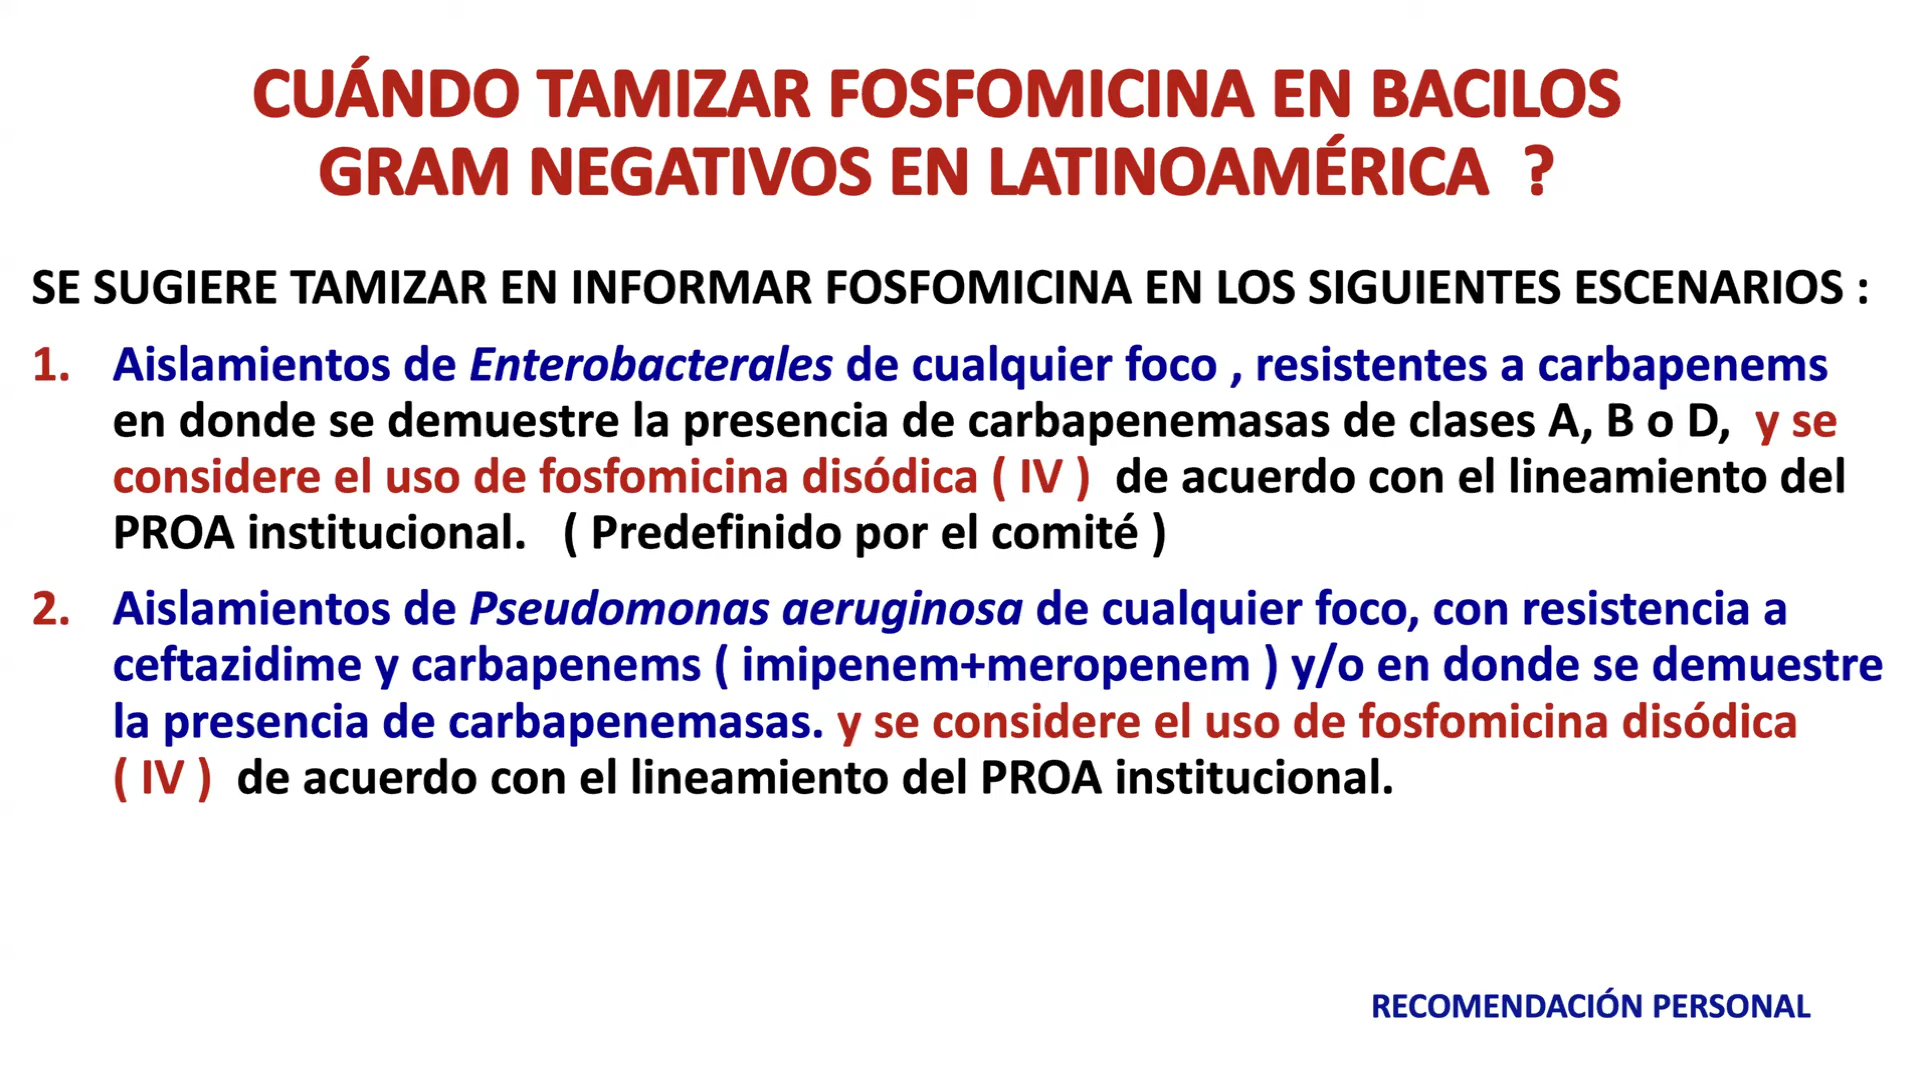 CUÁNDO TAMIZAR FOSFOMICINA EN BACILOS
GRAM NEGATIVOS EN LATINOAMÉRICA ?
SE SUGIERE TAMIZAR EN INFORMAR FOSFOMICINA EN LOS SIGUIENTES ESCENARIOS :
1. Aislamientos de Enterobacterales de cualquier foco , resistentes a carbapenems
en donde se demuestre la presencia de carbapenemasas de clases A, B o D, y se
considere el uso de fosfomicina disódica ( IV ) de acuerdo con el lineamiento del
PROA institucional. ( Predefinido por el comité )
2. Aislamientos de Pseudomonas aeruginosa de cualquier foco, con resistencia a
ceftazidime y carbapenems ( imipenem+meropenem ) y/o en donde se demuestre
la presencia de carbapenemasas. y se considere el uso de fosfomicina disódica
( IV ) de acuerdo con el lineamiento del PROA institucional.
RECOMENDACIÓN PERSONAL